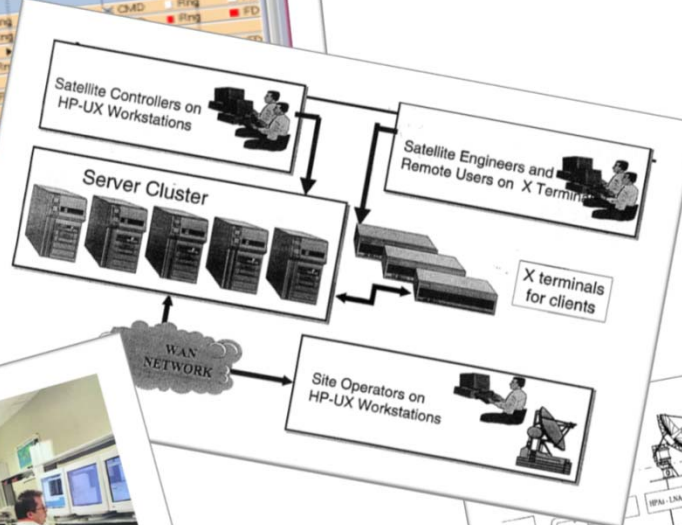 CMD
Ring
FD
Satellite Controllers on
HP-UX Workstations
Satellite Engineers and
Remote Users on X
Server Cluster
X terminals
for clients
WAN
NETWORK
Site Operators on
HP-UX Workstations